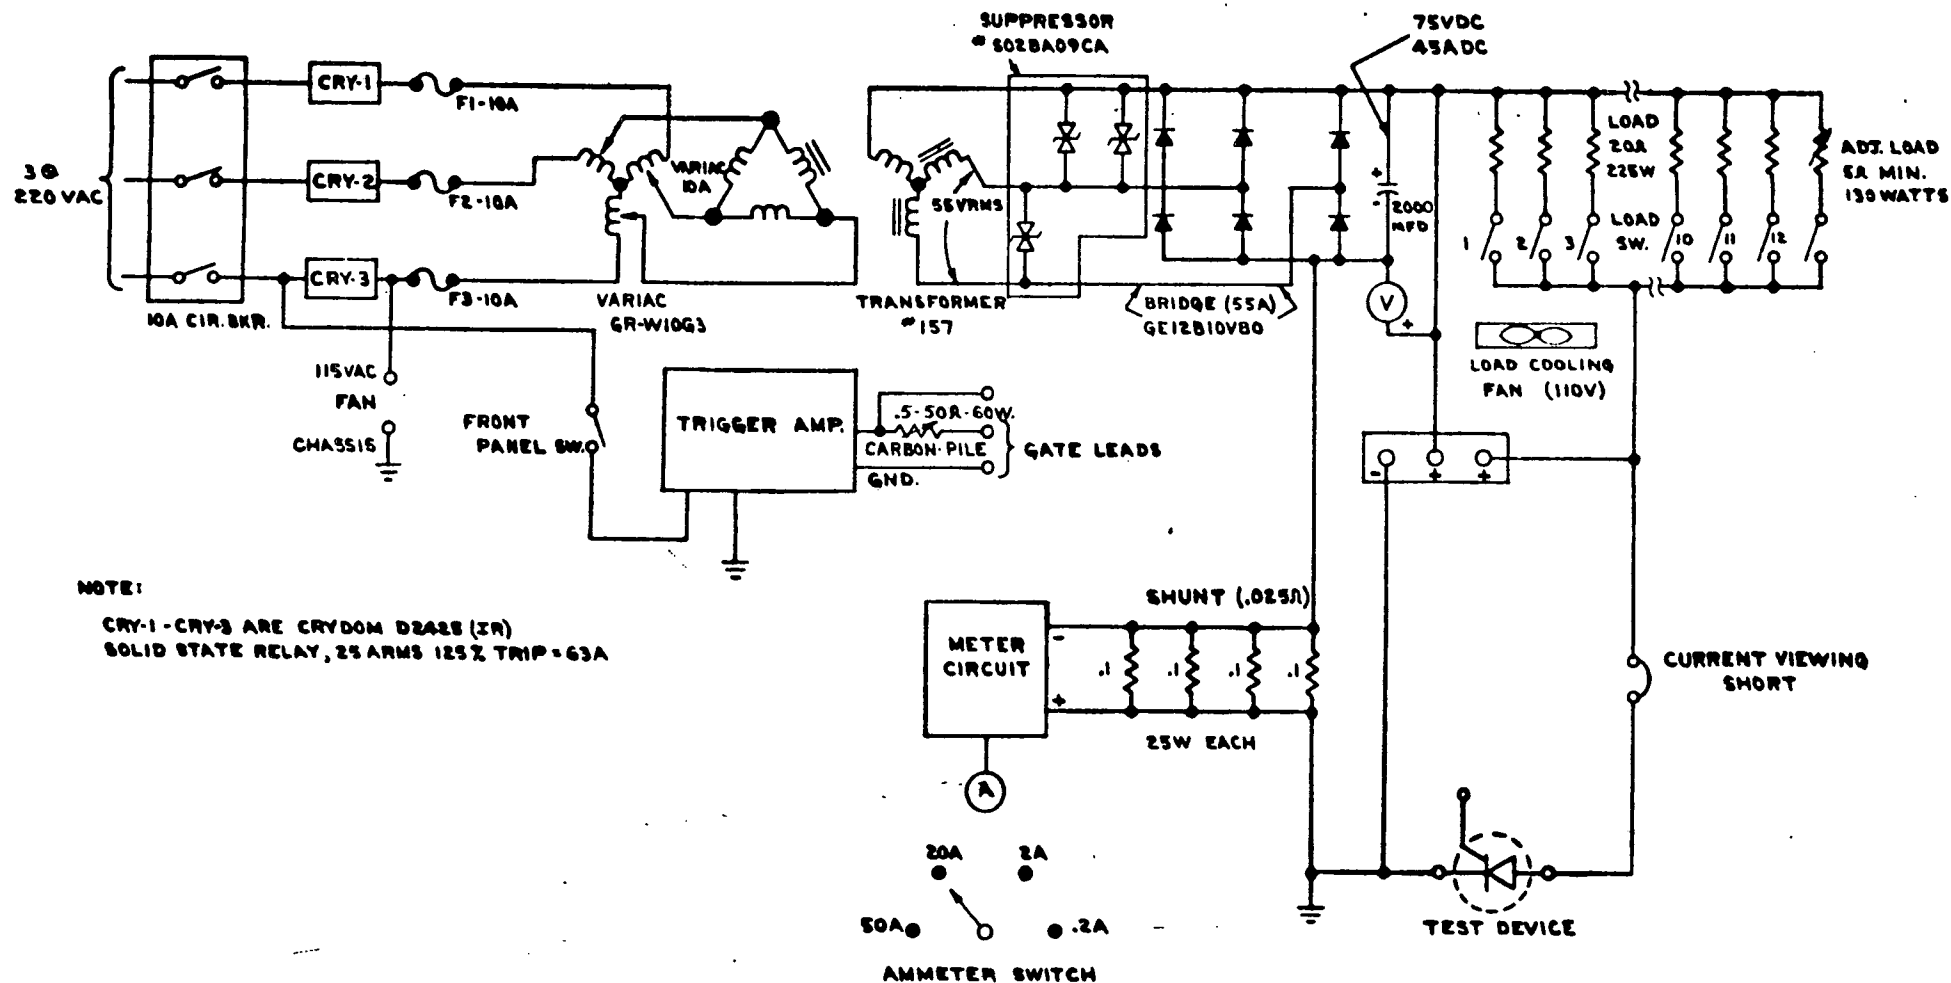 SUPPRESSOR
# S02BA09CA
75VDC
45ADC
3Ø
220 VAC
CRY-1
F1-10A
CRY-2
F2-10A
CRY-3
F3-10A
10A CIR. BKR.
VARIAC
10A
VARIAC
GR-W10G3
55VRMS
TRANSFORMER
#157
BRIDGE (55A)
GE12B10VB0
+
-
2000
MFD
V
+
LOAD
20Ω
225W
ADJ. LOAD
5Ω MIN.
130 WATTS
1
2
3
LOAD
SW.
10
11
12
LOAD COOLING
FAN (110V)
115VAC
FAN
CHASSIS
FRONT
PANEL SW.
TRIGGER AMP.
.5-50Ω-60W.
CARBON-PILE
GND.
GATE LEADS
-
+
+
NOTE:
CRY-1 - CRY-3 ARE CRYDOM D2425 (IR)
SOLID STATE RELAY, 25 ARMS 125% TRIP = 63A
SHUNT (.025Ω)
METER
CIRCUIT
-
+
.1
.1
.1
.1
25W EACH
A
CURRENT VIEWING
SHORT
20A
2A
50A
.2A
AMMETER SWITCH
TEST DEVICE